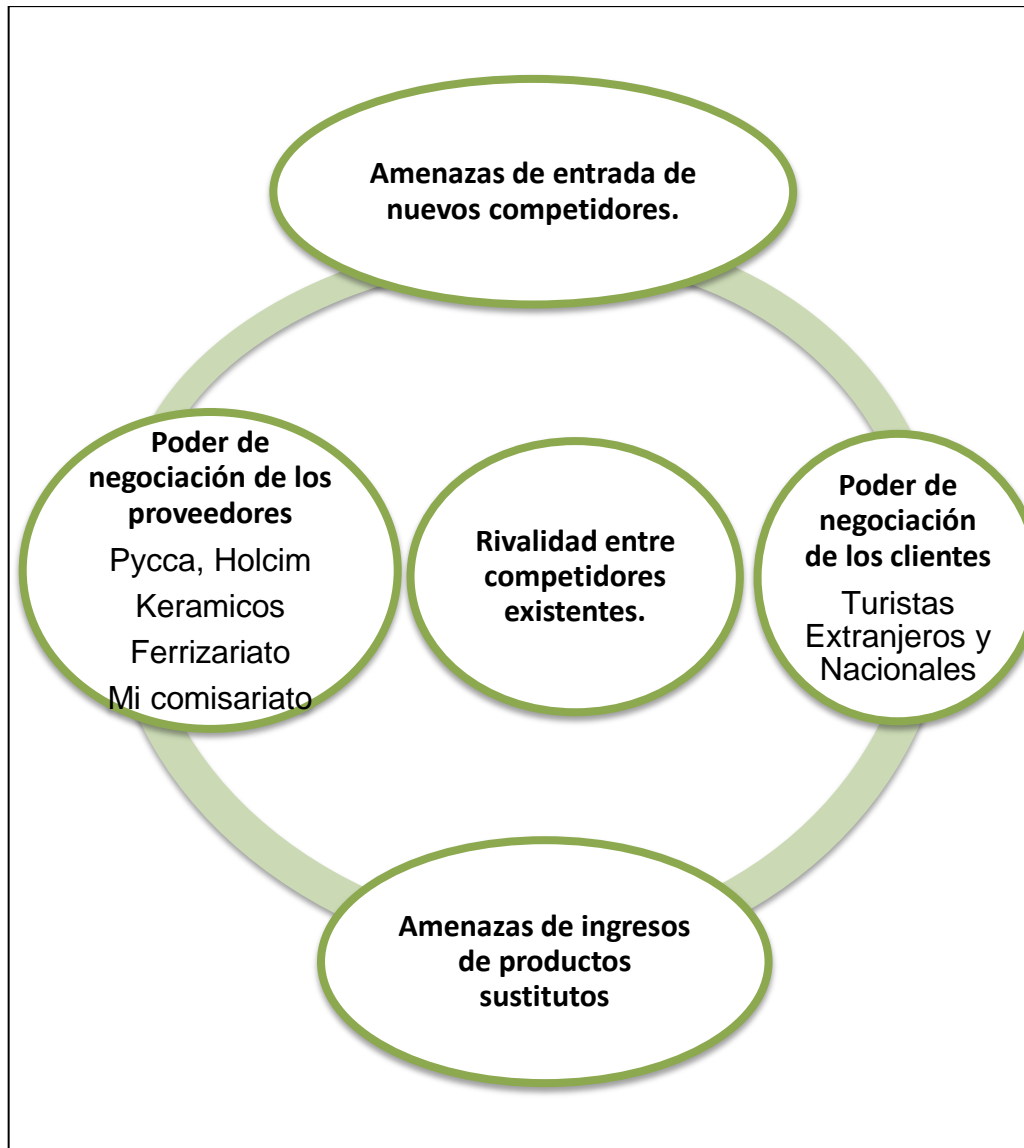 Amenazas de entrada de
nuevos competidores.
Poder de
negociación de los
proveedores
Pycca, Holcim
Keramicos
Ferrizariato
Mi comisariato
Rivalidad entre
competidores
existentes.
Poder de
negociación
de los clientes
Turistas
Extranjeros y
Nacionales
Amenazas de ingresos
de productos
sustitutos